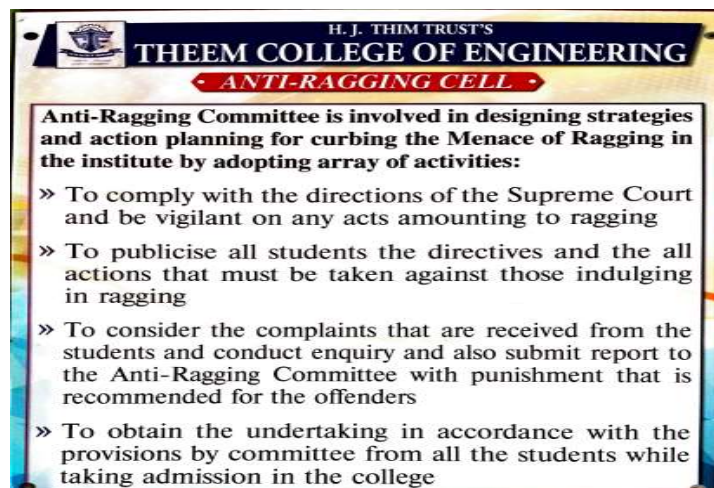 H. J. THIM TRUST'S
THEEM COLLEGE OF ENGINEERING
• ANTI-RAGGING CELL •
Anti-Ragging Committee is involved in designing strategies
and action planning for curbing the Menace of Ragging in
the institute by adopting array of activities:
» To comply with the directions of the Supreme Court
and be vigilant on any acts amounting to ragging
» To publicise all students the directives and the all
actions that must be taken against those indulging
in ragging
» To consider the complaints that are received from the
students and conduct enquiry and also submit report to
the Anti-Ragging Committee with punishment that is
recommended for the offenders
» To obtain the undertaking in accordance with the
provisions by committee from all the students while
taking admission in the college